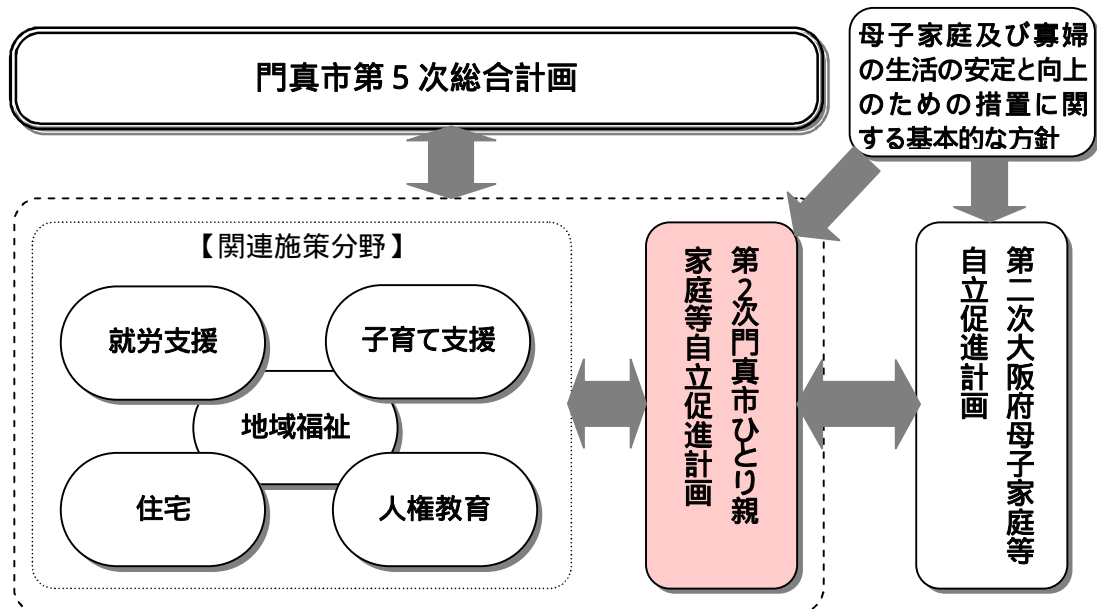 門真市第５次総合計画
母子家庭及び寡婦
の生活の安定と向上
のための措置に関
する基本的な方針
【関連施策分野】
就労支援
子育て支援
地域福祉
住宅
人権教育
第２次門真市ひとり親
家庭等自立促進計画
第二次大阪府母子家庭等
自立促進計画